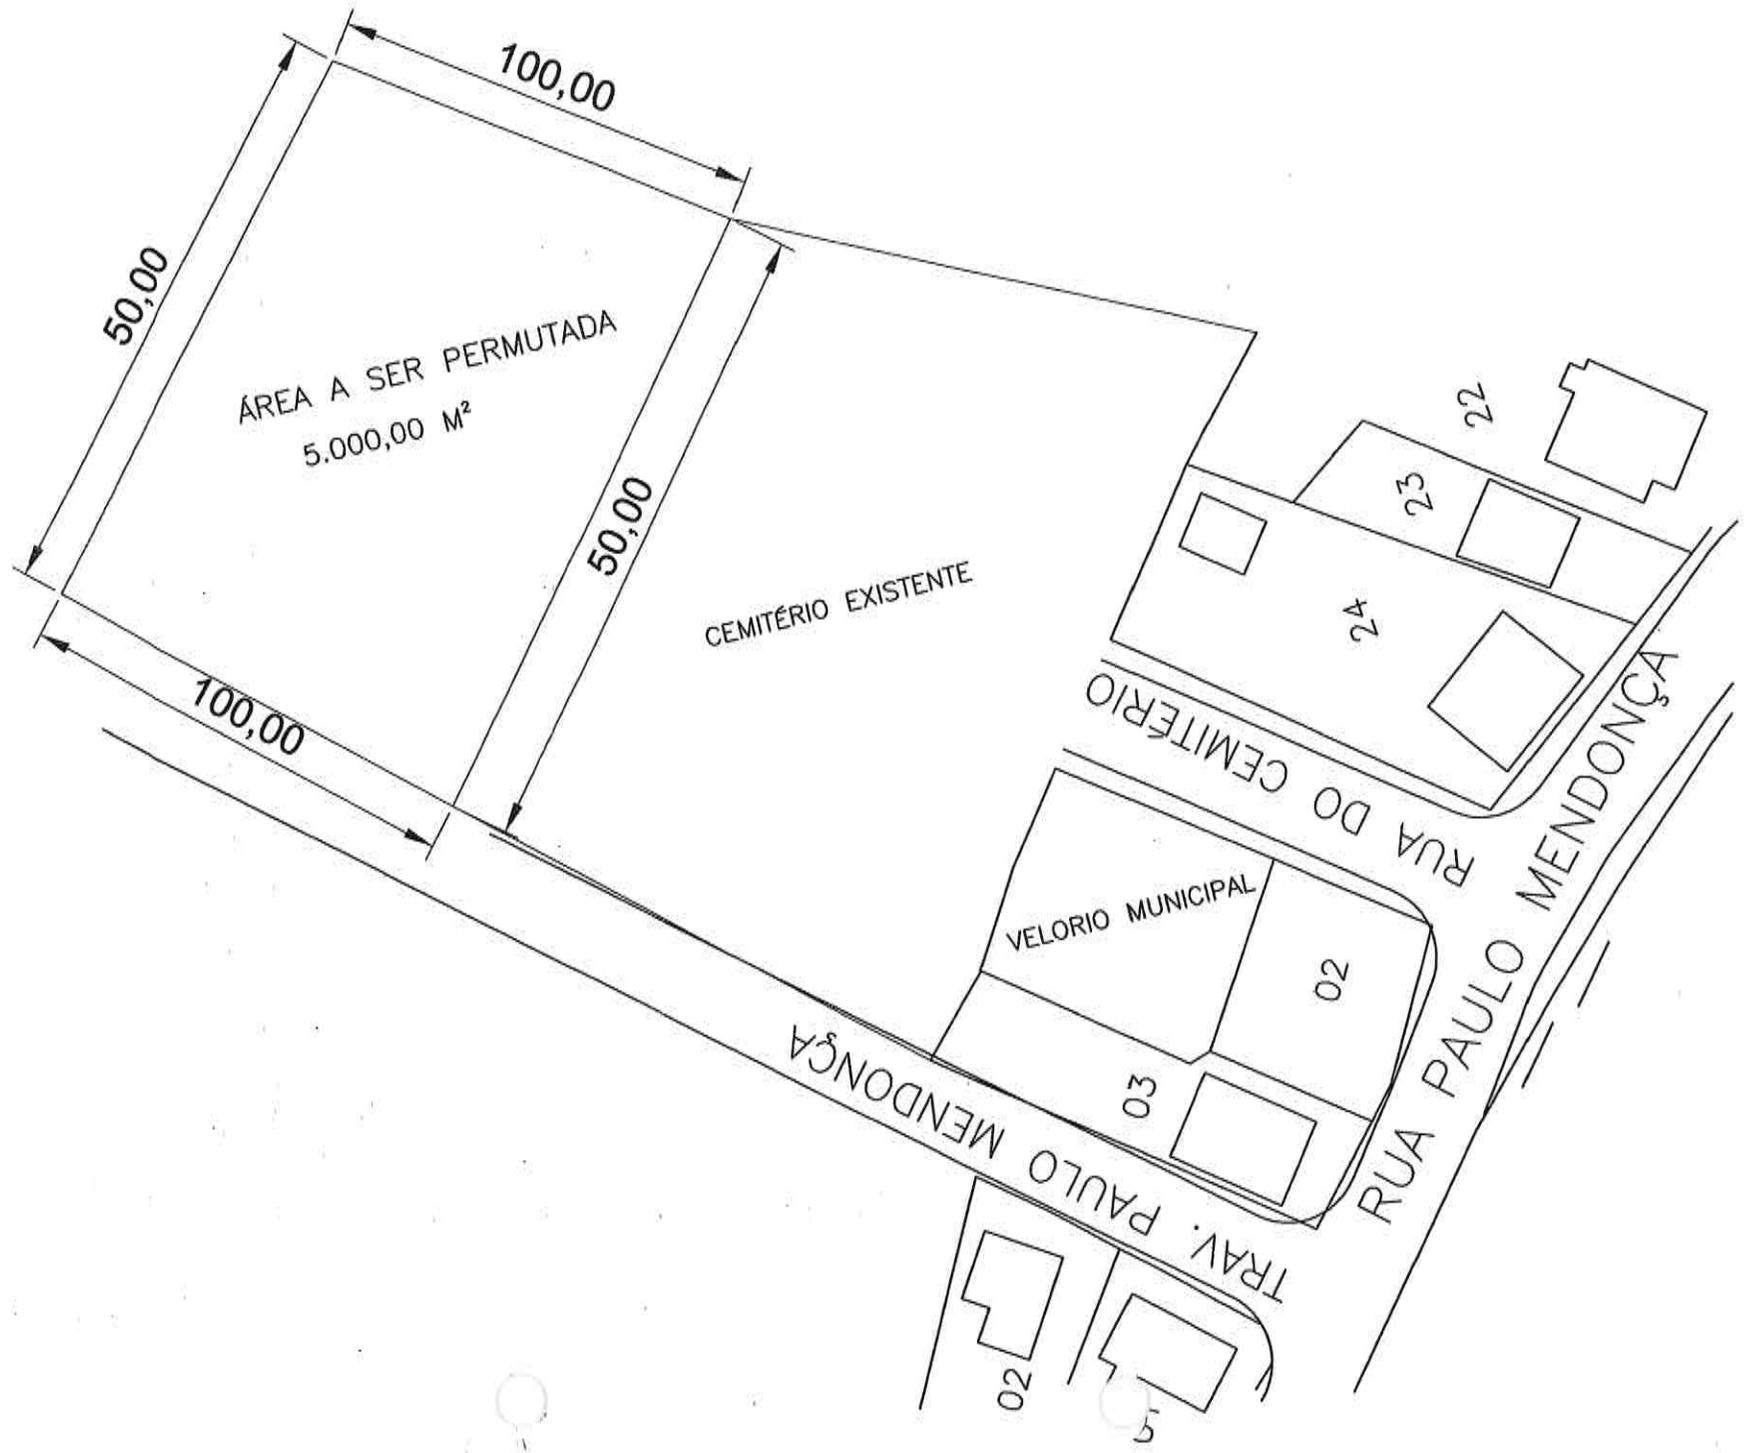 100,00
50,00
ÁREA A SER PERMUTADA
5.000,00 M²
50,00
100,00
CEMITÉRIO EXISTENTE
22
23
24
RUA DO CEMITÉRIO
RUA PAULO MENDONÇA
VELORIO MUNICIPAL
02
03
TRAV. PAULO MENDONÇA
02